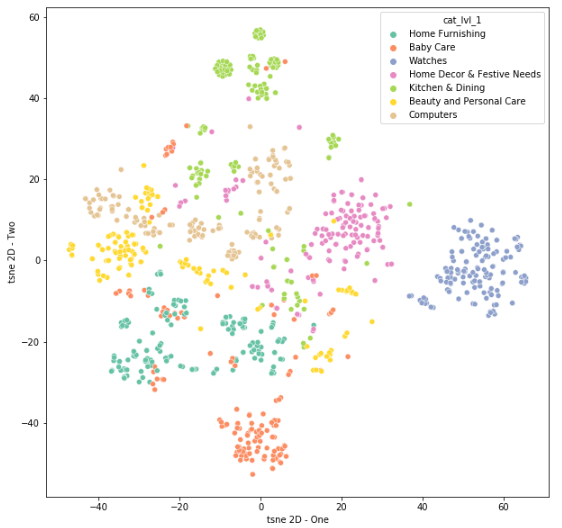 cat_lvl_1
Home Furnishing
Baby Care
Watches
Home Decor & Festive Needs
Kitchen & Dining
Beauty and Personal Care
Computers
60
40
20
0
−20
−40
tsne 2D - Two
−40
−20
0
20
40
60
tsne 2D - One